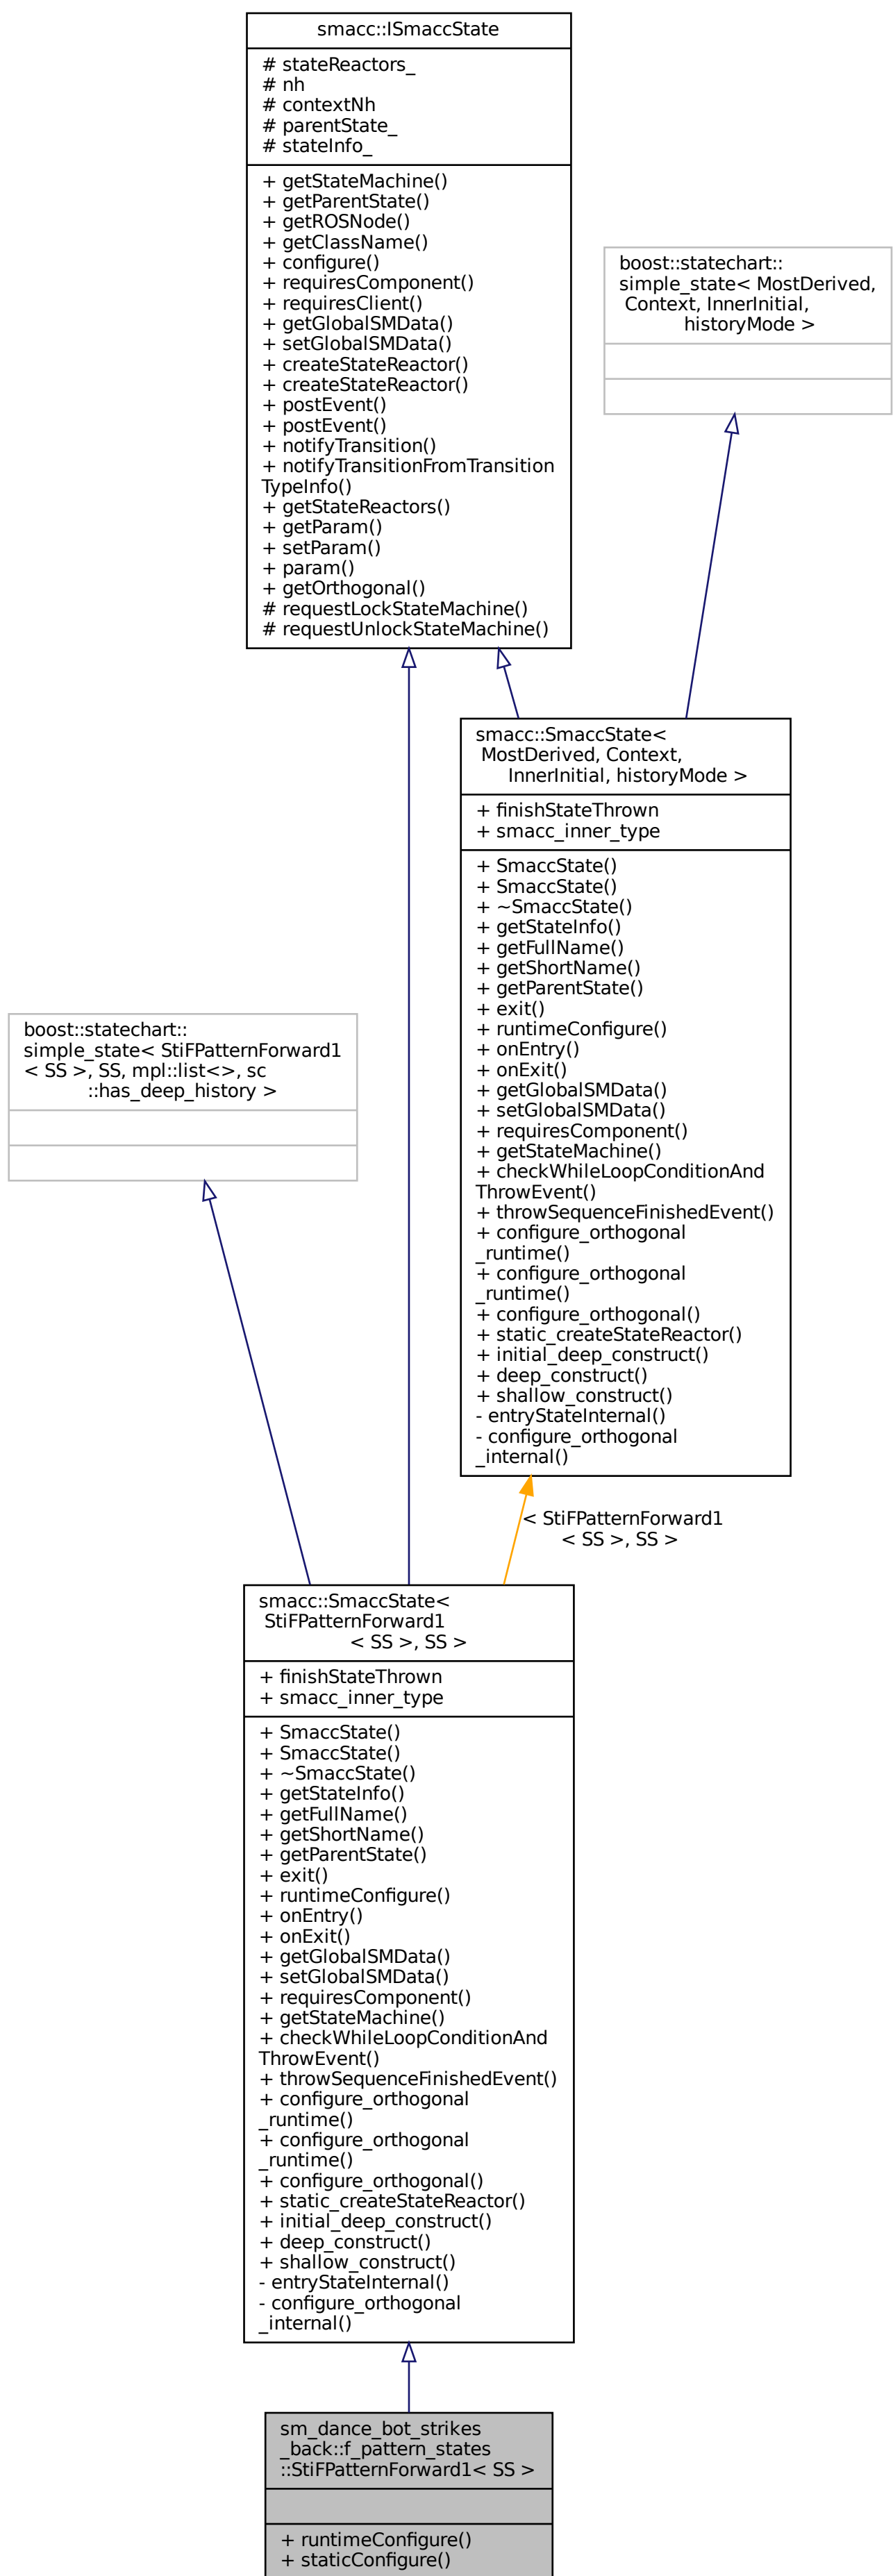 smacc::ISmaccState
# stateReactors_
# nh
# contextNh
# parentState_
# stateInfo_
+ getStateMachine()
+ getParentState()
+ getROSNode()
+ getClassName()
+ configure()
+ requiresComponent()
+ requiresClient()
+ getGlobalSMData()
+ setGlobalSMData()
+ createStateReactor()
+ createStateReactor()
+ postEvent()
+ postEvent()
+ notifyTransition()
+ notifyTransitionFromTransition
TypeInfo()
+ getStateReactors()
+ getParam()
+ setParam()
+ param()
+ getOrthogonal()
# requestLockStateMachine()
# requestUnlockStateMachine()
boost::statechart::
simple_state< MostDerived,
Context, InnerInitial,
historyMode >
smacc::SmaccState<
MostDerived, Context,
InnerInitial, historyMode >
+ finishStateThrown
+ smacc_inner_type
+ SmaccState()
+ SmaccState()
+ ~SmaccState()
+ getStateInfo()
+ getFullName()
+ getShortName()
+ getParentState()
+ exit()
+ runtimeConfigure()
+ onEntry()
+ onExit()
+ getGlobalSMData()
+ setGlobalSMData()
+ requiresComponent()
+ getStateMachine()
+ checkWhileLoopConditionAnd
ThrowEvent()
+ throwSequenceFinishedEvent()
+ configure_orthogonal
_runtime()
+ configure_orthogonal
_runtime()
+ configure_orthogonal()
+ static_createStateReactor()
+ initial_deep_construct()
+ deep_construct()
+ shallow_construct()
- entryStateInternal()
- configure_orthogonal
_internal()
boost::statechart::
simple_state< StiFPatternForward1
< SS >, SS, mpl::list<>, sc
::has_deep_history >
< StiFPatternForward1
< SS >, SS >
smacc::SmaccState<
StiFPatternForward1
< SS >, SS >
+ finishStateThrown
+ smacc_inner_type
+ SmaccState()
+ SmaccState()
+ ~SmaccState()
+ getStateInfo()
+ getFullName()
+ getShortName()
+ getParentState()
+ exit()
+ runtimeConfigure()
+ onEntry()
+ onExit()
+ getGlobalSMData()
+ setGlobalSMData()
+ requiresComponent()
+ getStateMachine()
+ checkWhileLoopConditionAnd
ThrowEvent()
+ throwSequenceFinishedEvent()
+ configure_orthogonal
_runtime()
+ configure_orthogonal
_runtime()
+ configure_orthogonal()
+ static_createStateReactor()
+ initial_deep_construct()
+ deep_construct()
+ shallow_construct()
- entryStateInternal()
- configure_orthogonal
_internal()
sm_dance_bot_strikes
_back::f_pattern_states
::StiFPatternForward1< SS >
+ runtimeConfigure()
+ staticConfigure()